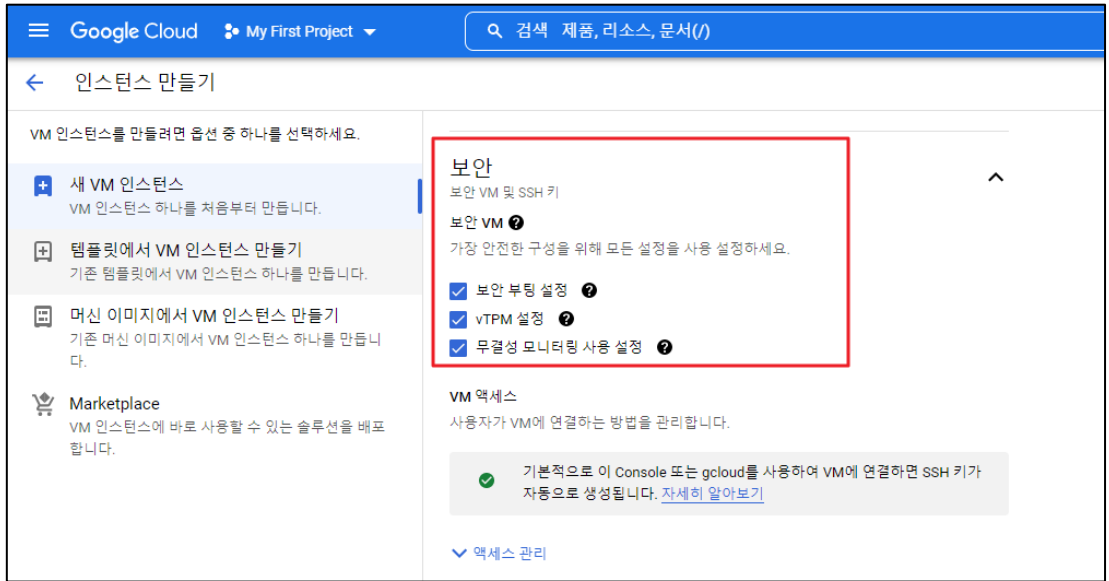 Google Cloud My First Project 검색 제품, 리소스, 문서(/)
인스턴스 만들기
VM 인스턴스를 만들려면 옵션 중 하나를 선택하세요.
새 VM 인스턴스
VM 인스턴스 하나를 처음부터 만듭니다.
템플릿에서 VM 인스턴스 만들기
기존 템플릿에서 VM 인스턴스 하나를 만듭니다.
머신 이미지에서 VM 인스턴스 만들기
기존 머신 이미지에서 VM 인스턴스 하나를 만듭니
다.
Marketplace
VM 인스턴스에 바로 사용할 수 있는 솔루션을 배포
합니다.
보안
보안 VM 및 SSH 키
보안 VM
가장 안전한 구성을 위해 모든 설정을 사용 설정하세요.
보안 부팅 설정
vTPM 설정
무결성 모니터링 사용 설정
VM 액세스
사용자가 VM에 연결하는 방법을 관리합니다.
기본적으로 이 Console 또는 gcloud를 사용하여 VM에 연결하면 SSH 키가
자동으로 생성됩니다. 자세히 알아보기
액세스 관리